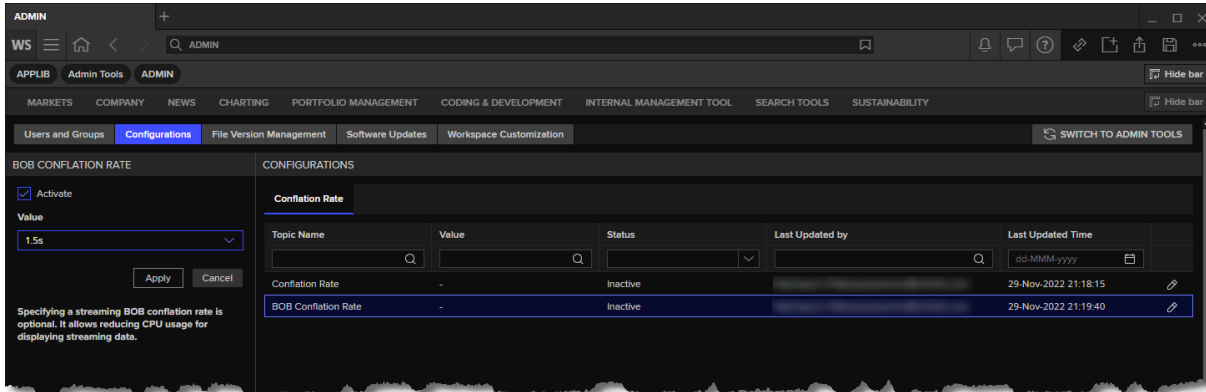 ADMIN
WS ADMIN
APPLIB Admin Tools ADMIN Hide bar
MARKETS COMPANY NEWS CHARTING PORTFOLIO MANAGEMENT CODING & DEVELOPMENT INTERNAL MANAGEMENT TOOL SEARCH TOOLS SUSTAINABILITY Hide bar
Users and Groups Configurations File Version Management Software Updates Workspace Customization SWITCH TO ADMIN TOOLS
BOB CONFLATION RATE
Activate
Value
1.5s
Apply Cancel
Specifying a streaming BOB conflation rate is
optional. It allows reducing CPU usage for
displaying streaming data.
CONFIGURATIONS
Conflation Rate
Topic Name Value Status Last Updated by Last Updated Time
dd-MMM-yyyy
Conflation Rate - Inactive 29-Nov-2022 21:18:15
BOB Conflation Rate - Inactive 29-Nov-2022 21:19:40